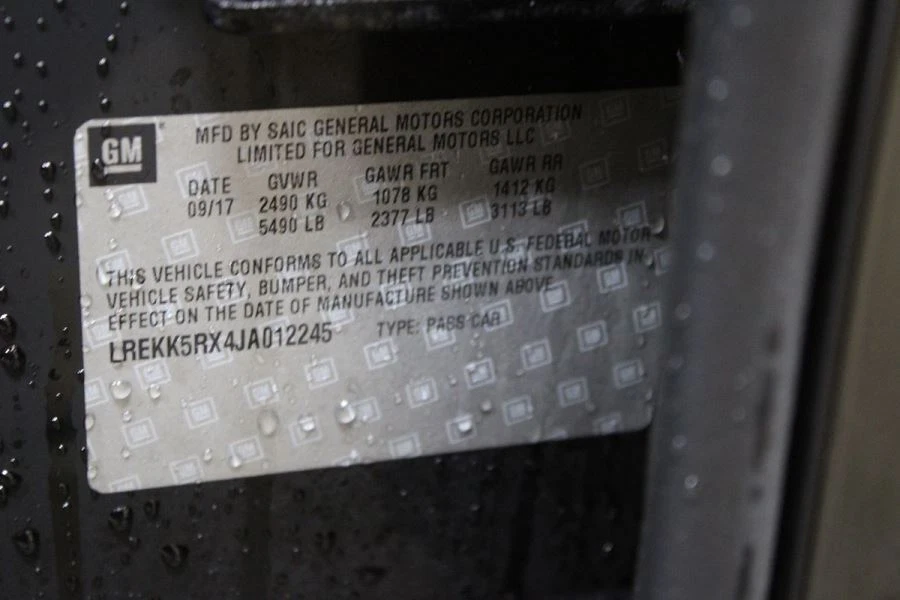 GM
MFD BY SAIC GENERAL MOTORS CORPORATION
LIMITED FOR GENERAL MOTORS LLC
DATE GVWR GAWR FRT GAWR RR
09/17 2490 KG 1078 KG 1412 KG
5490 LB 2377 LB 3113 LB
THIS VEHICLE CONFORMS TO ALL APPLICABLE U.S. FEDERAL MOTOR
VEHICLE SAFETY, BUMPER, AND THEFT PREVENTION STANDARDS IN
EFFECT ON THE DATE OF MANUFACTURE SHOWN ABOVE.
LREKK5RX4JA012245 TYPE: PASS CAR